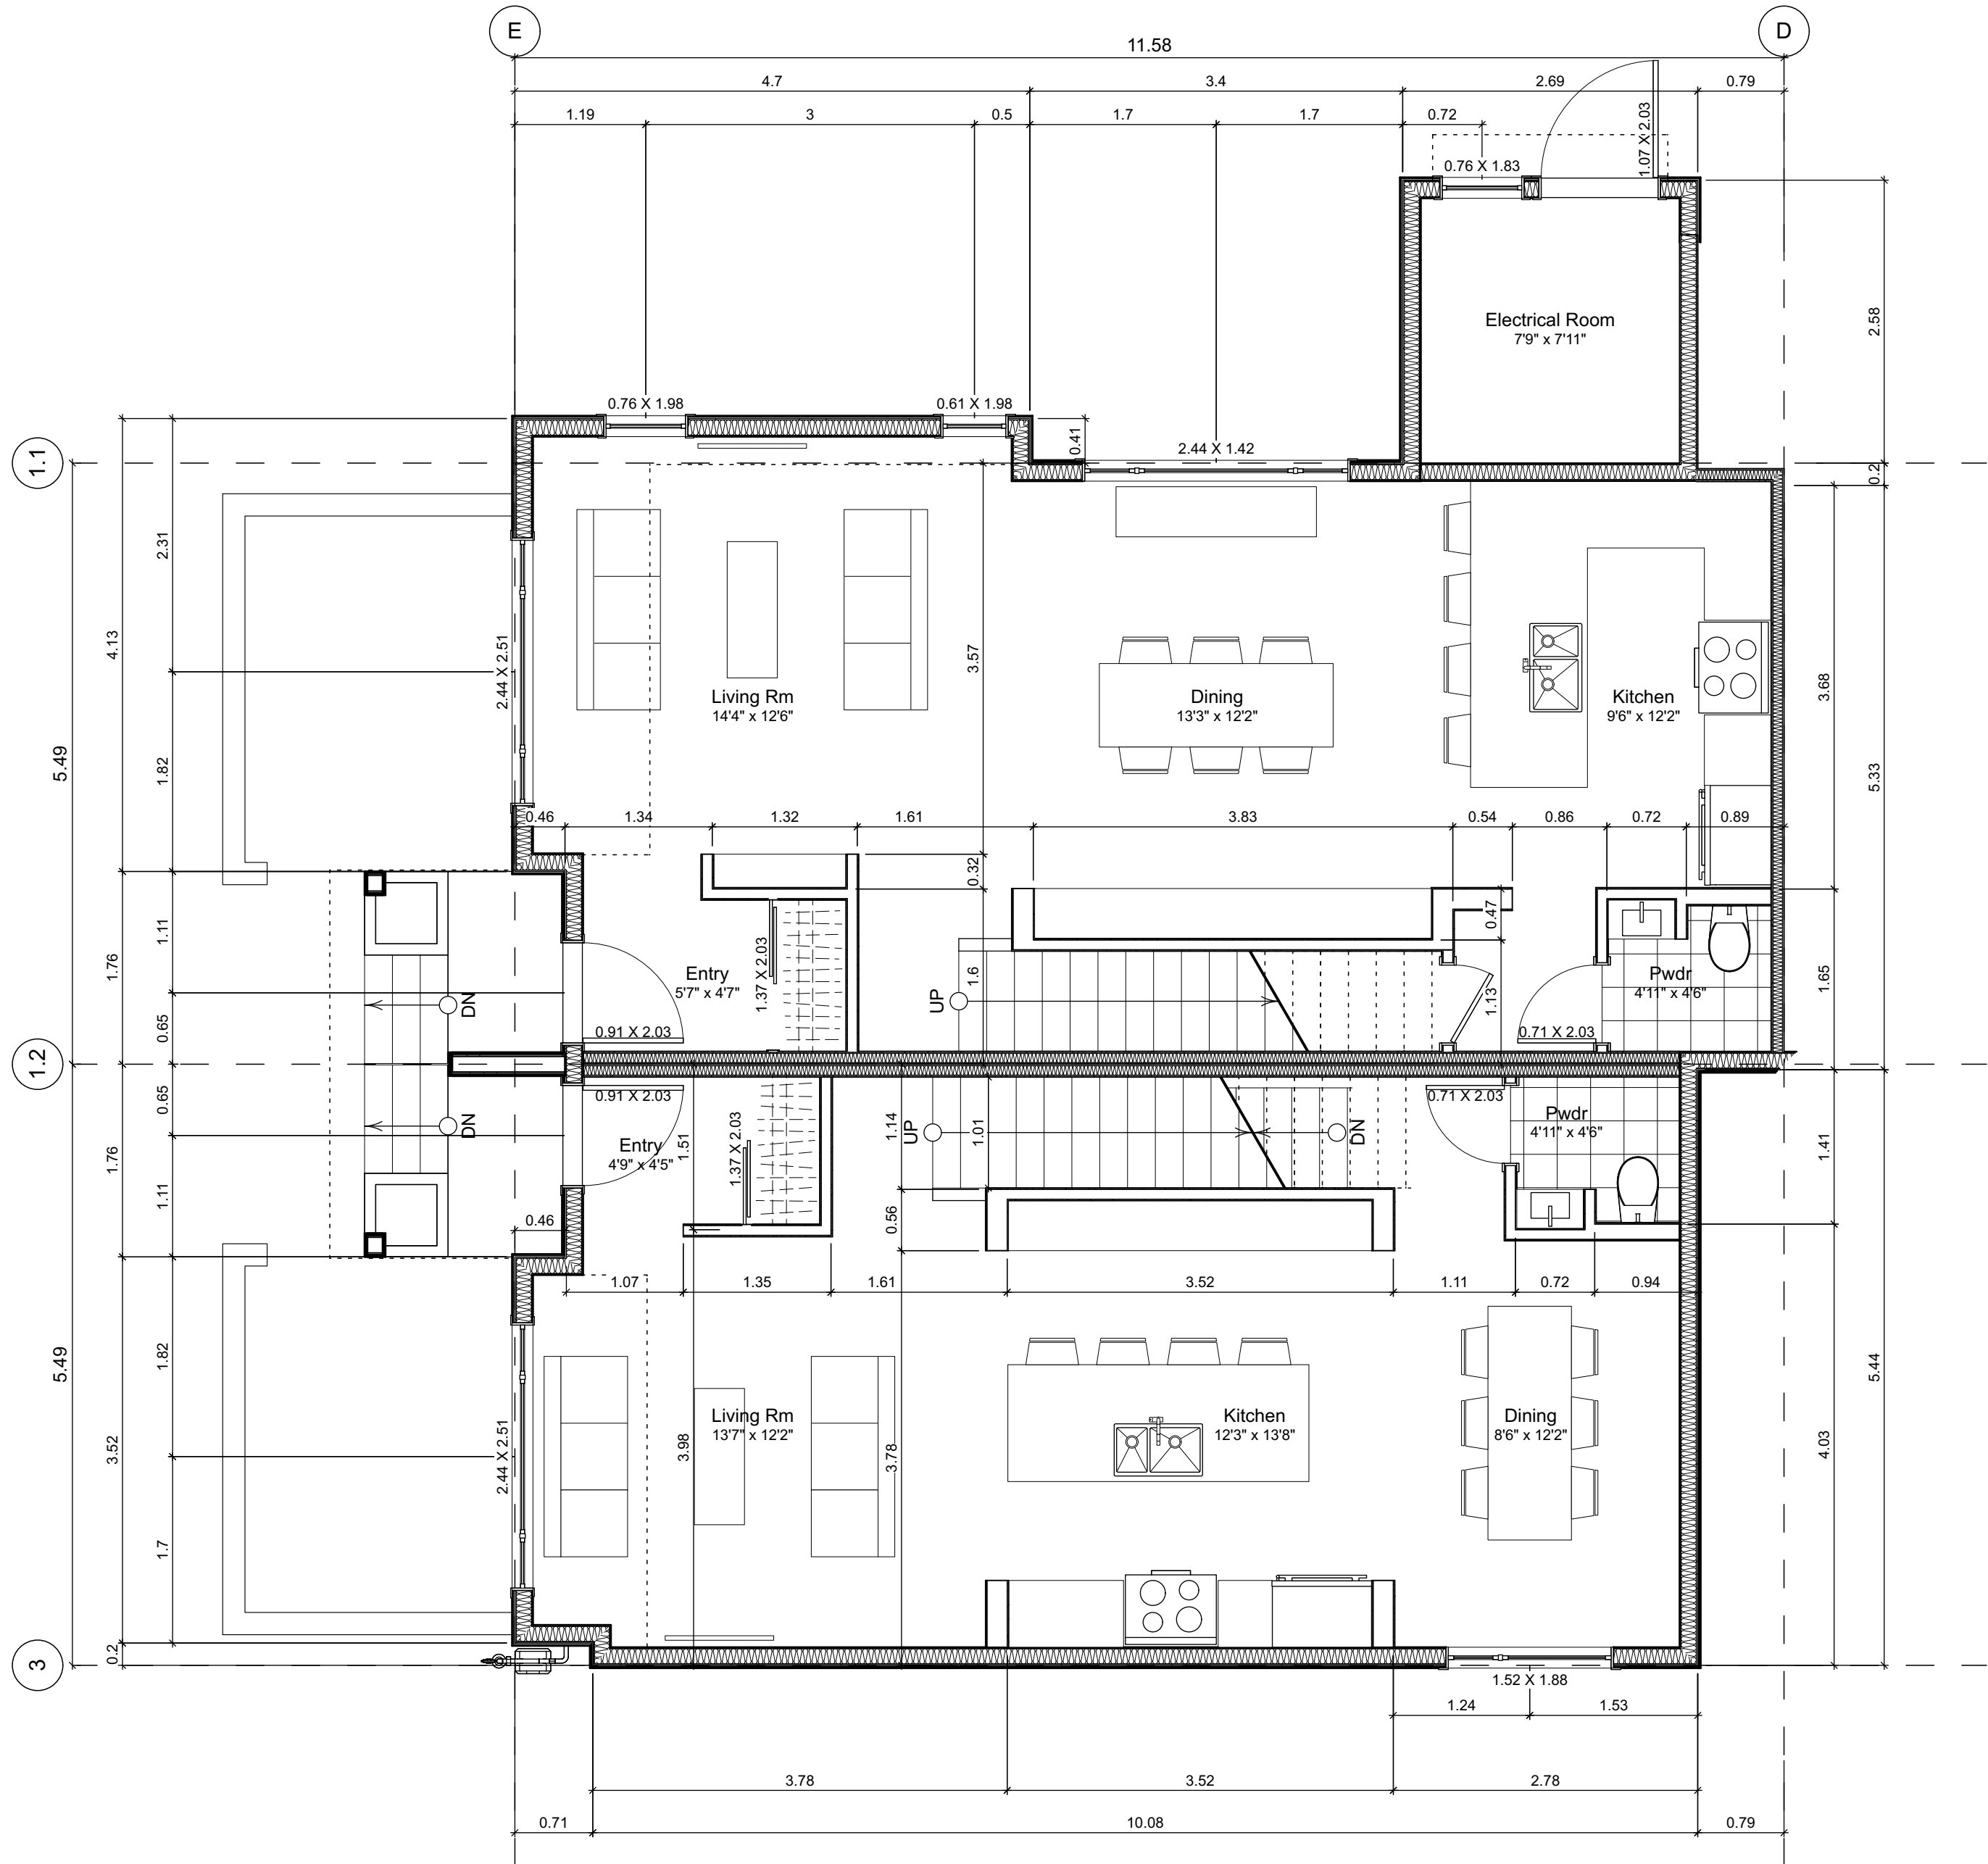 E
D
11.58
4.7
3.4
2.69
0.79
1.19
3
0.5
1.7
1.7
0.72
1.07 X 2.03
0.76 X 1.83
Electrical Room
7'9" x 7'11"
2.58
0.76 X 1.98
0.61 X 1.98
0.41
2.44 X 1.42
1.1
0.2
2.31
4.13
2.44 X 2.51
3.57
Living Rm
14'4" x 12'6"
Dining
13'3" x 12'2"
Kitchen
9'6" x 12'2"
3.68
5.49
1.82
5.33
0.46
1.34
1.32
1.61
3.83
0.54
0.86
0.72
0.89
0.32
0.47
1.11
1.76
Entry
5'7" x 4'7"
1.37 X 2.03
1.6
UP
1.13
Pwdr
4'11" x 4'6"
1.65
DN
0.65
0.91 X 2.03
0.71 X 2.03
1.2
0.65
0.91 X 2.03
0.71 X 2.03
DN
1.76
1.11
Entry
4'9" x 4'5"
1.51
1.37 X 2.03
1.14
UP
1.01
DN
Pwdr
4'11" x 4'6"
1.41
0.46
0.56
1.07
1.35
1.61
3.52
1.11
0.72
0.94
5.49
1.82
5.44
3.52
2.44 X 2.51
Living Rm
13'7" x 12'2"
3.98
3.78
Kitchen
12'3" x 13'8"
Dining
8'6" x 12'2"
4.03
1.7
0.2
3
1.52 X 1.88
1.24
1.53
3.78
3.52
2.78
0.71
10.08
0.79